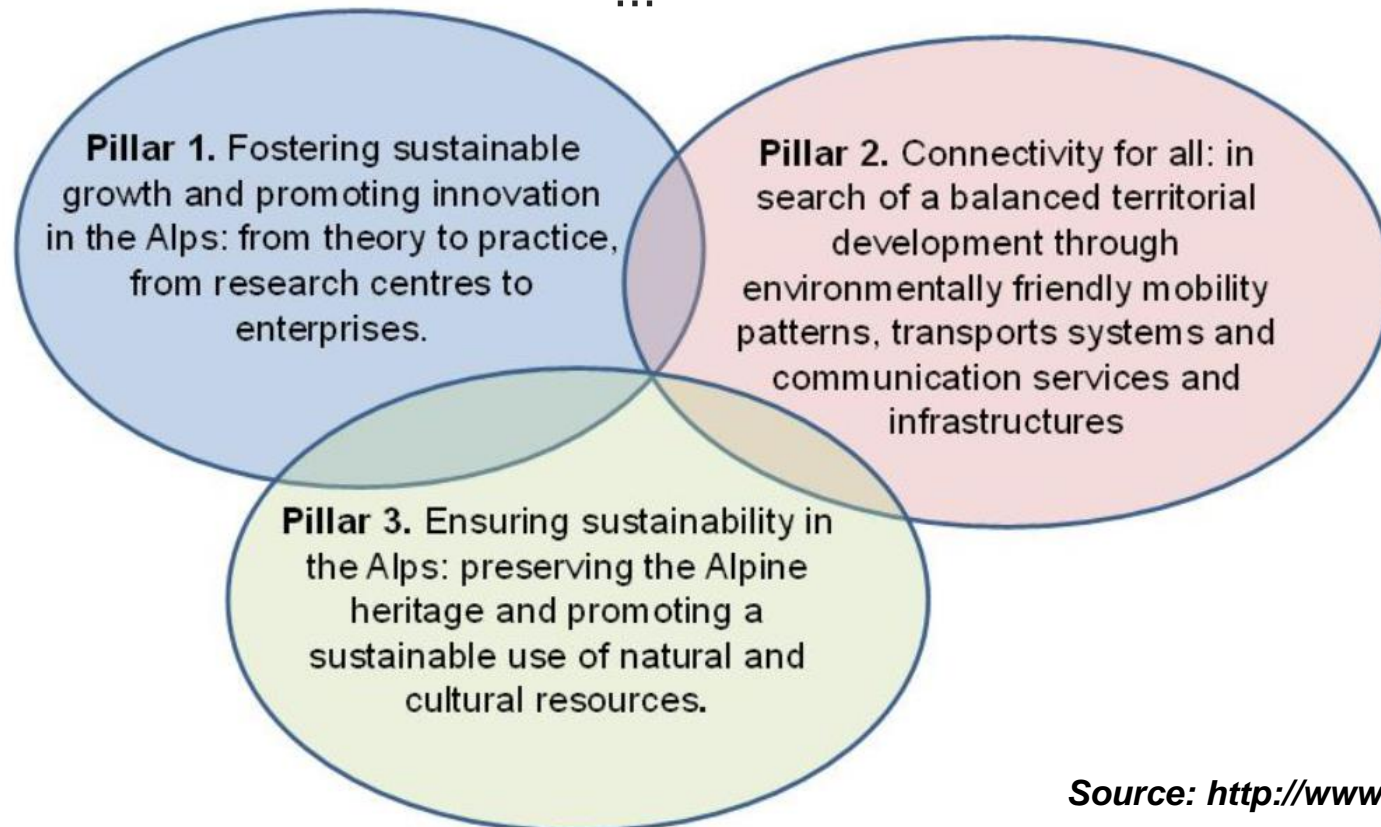 ...
Pillar 1. Fostering sustainable
growth and promoting innovation
in the Alps: from theory to practice,
from research centres to
enterprises.
Pillar 2. Connectivity for all: in
search of a balanced territorial
development through
environmentally friendly mobility
patterns, transports systems and
communication services and
infrastructures
Pillar 3. Ensuring sustainability in
the Alps: preserving the Alpine
heritage and promoting a
sustainable use of natural and
cultural resources.
Source: http://www